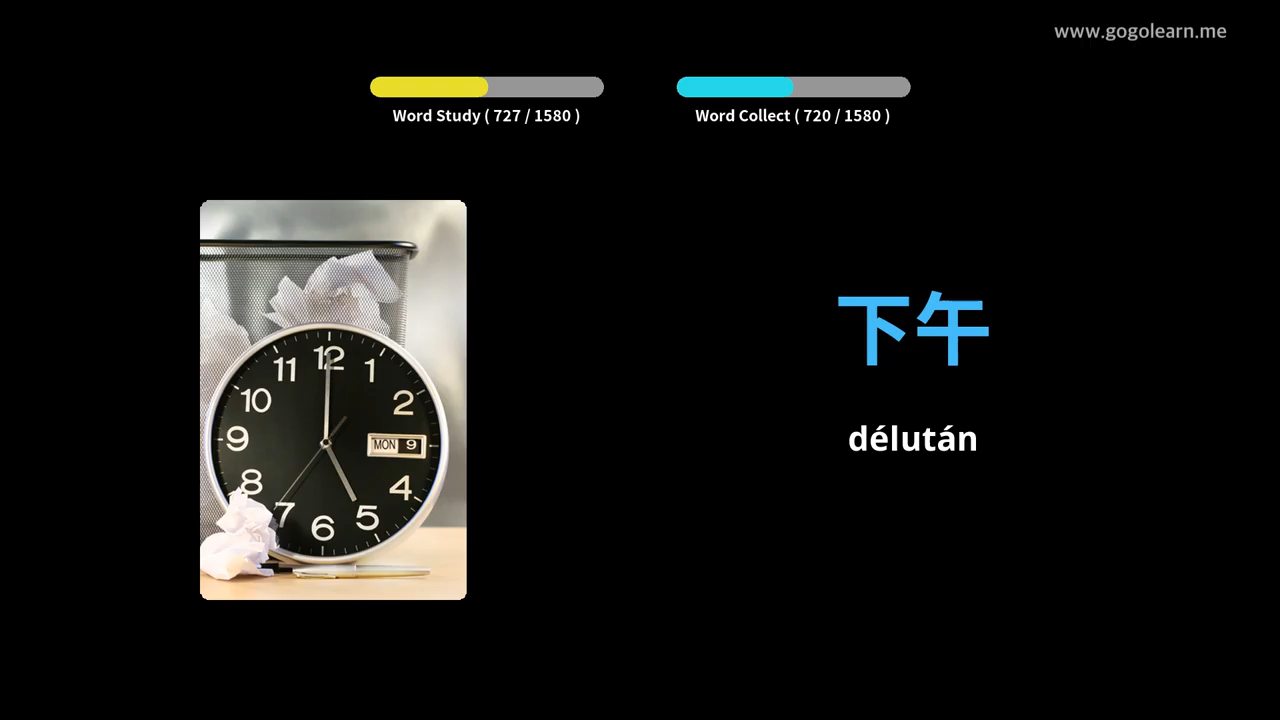 www.gogolearn.me
Word Study ( 727 / 1580 )
Word Collect ( 720 / 1580 )
12
11
1
10
2
9
MON 9
8
4
7
5
6
下午
délután